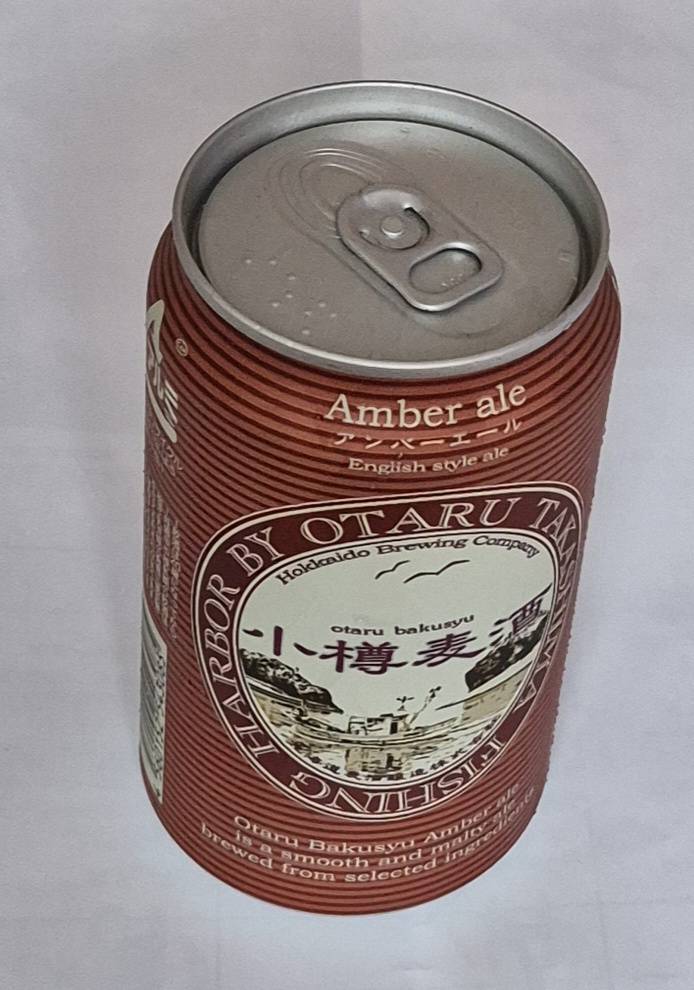 Amber ale
アンバーエール
English style ale
HARBOR BY OTARU TAKASHIMA FISHING
Hokkaido Brewing Company
otaru bakusyu
小樽麦酒
Otaru Bakusyu Amber ale
is a smooth and malty ale
brewed from selected ingredients